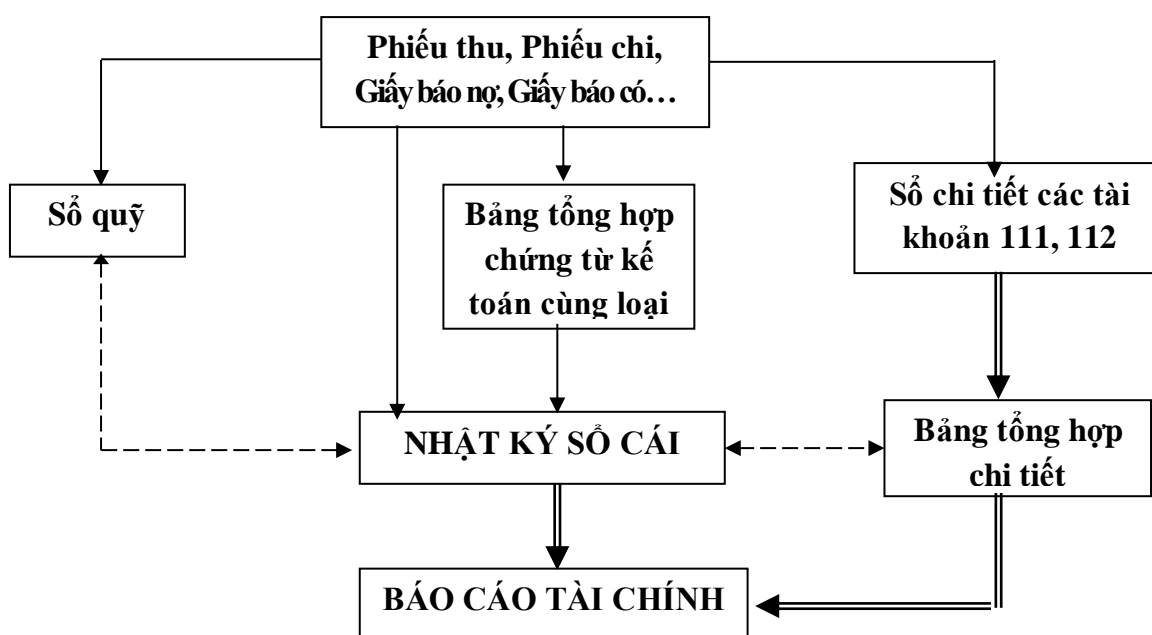 Phiếu thu, Phiếu chi,
Giấy báo nợ, Giấy báo có…
Sổ quỹ
Bảng tổng hợp
chứng từ kế
toán cùng loại
Sổ chi tiết các tài
khoản 111, 112
NHẬT KÝ SỔ CÁI
Bảng tổng hợp
chi tiết
BÁO CÁO TÀI CHÍNH